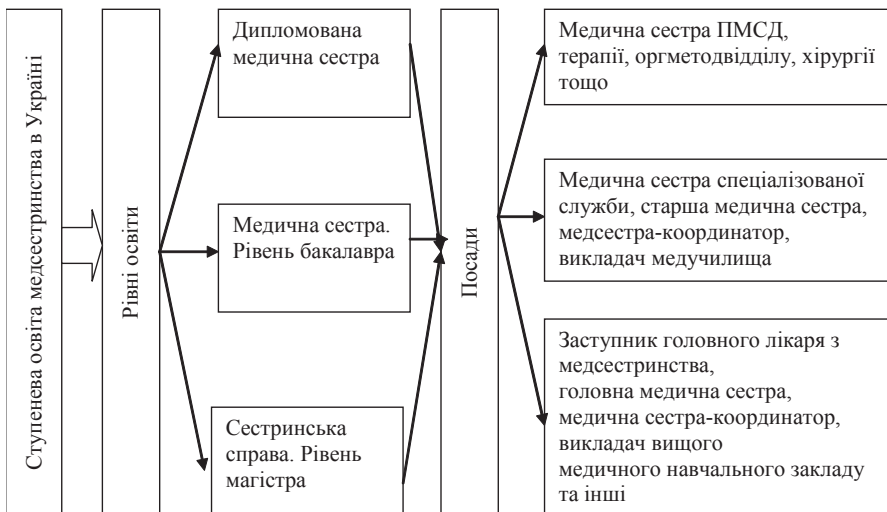 Ступенева освіта медсестринства в Україні
Рівні освіти
Дипломована
медична сестра
Медична сестра.
Рівень бакалавра
Сестринська
справа. Рівень
магістра
Посади
Медична сестра ПМСД,
терапії, оргметодвідділу, хірургії
тощо
Медична сестра спеціалізованої
служби, старша медична сестра,
медсестра-координатор,
викладач медучилища
Заступник головного лікаря з
медсестринства,
головна медична сестра,
медична сестра-координатор,
викладач вищого
медичного навчального закладу
та інші